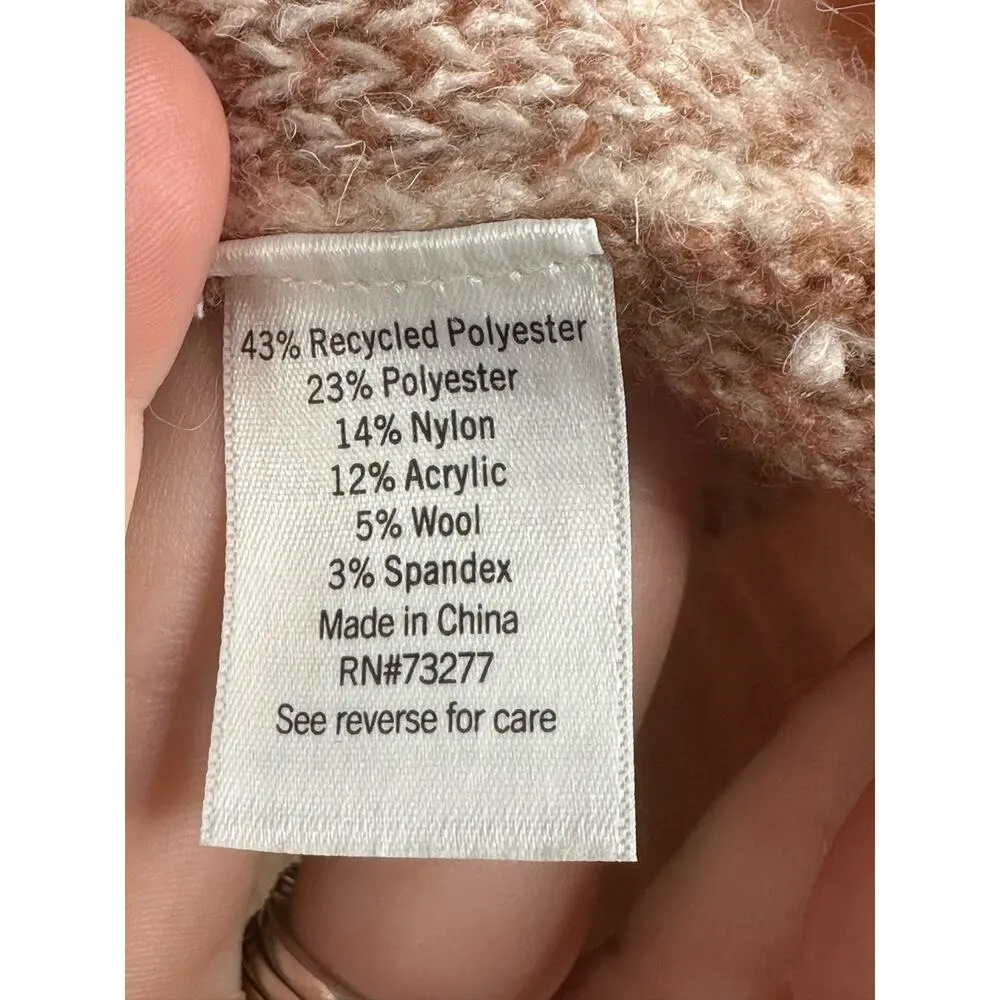 43% Recycled Polyester
23% Polyester
14% Nylon
12% Acrylic
5% Wool
3% Spandex
Made in China
RN#73277
See reverse for care